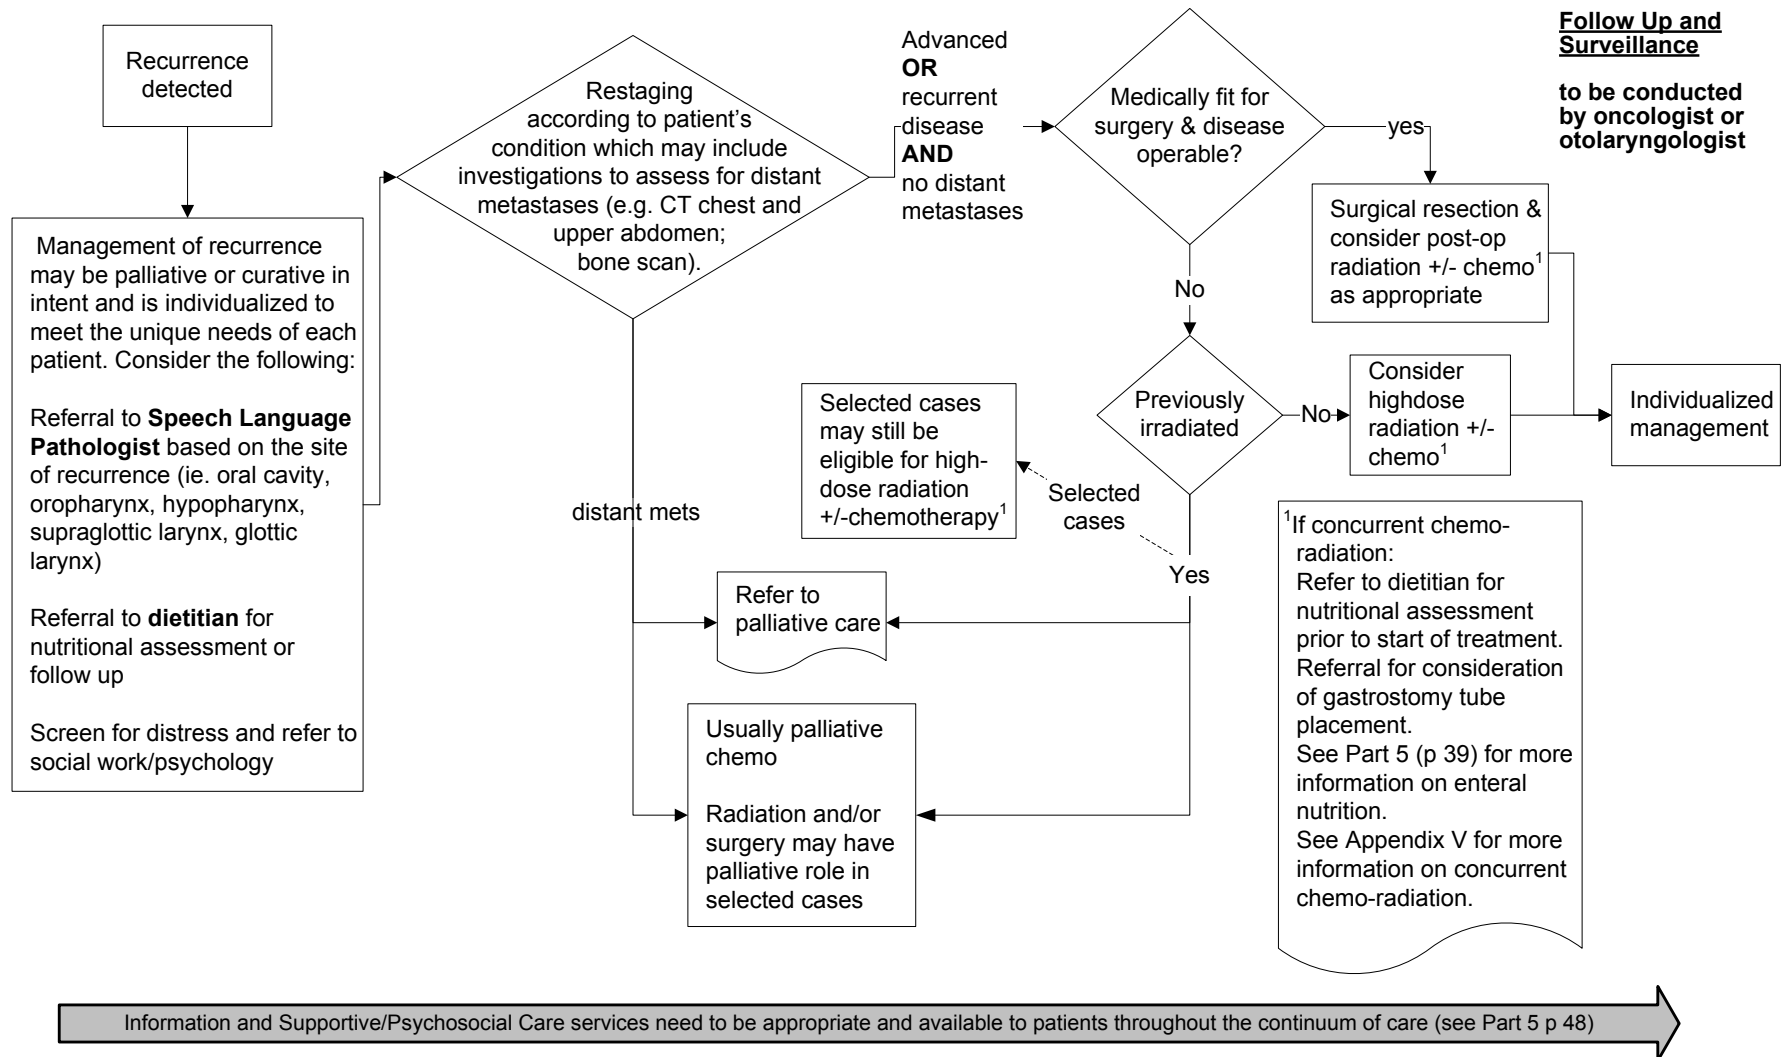 Recurrence
detected
Management of recurrence
may be palliative or curative in
intent and is individualized to
meet the unique needs of each
patient. Consider the following:
Referral to Speech Language
Pathologist based on the site
of recurrence (ie. oral cavity,
oropharynx, hypopharynx,
supraglottic larynx, glottic
larynx)
Referral to dietitian for
nutritional assessment or
follow up
Screen for distress and refer to
social work/psychology
Restaging
according to patient's
condition which may include
investigations to assess for distant
metastases (e.g. CT chest and
upper abdomen;
bone scan).
Advanced
OR
recurrent
disease
AND
no distant
metastases
distant mets
Medically fit for
surgery & disease
operable?
yes
No
Surgical resection &
consider post-op
radiation +/- chemo¹
as appropriate
Previously
irradiated
No
Consider
highdose
radiation +/-
chemo¹
Individualized
management
Selected
cases
Selected cases
may still be
eligible for high-
dose radiation
+/-chemotherapy¹
Yes
Refer to
palliative care
Usually palliative
chemo
Radiation and/or
surgery may have
palliative role in
selected cases
Follow Up and
Surveillance
to be conducted
by oncologist or
otolaryngologist
¹If concurrent chemo-
radiation:
Refer to dietitian for
nutritional assessment
prior to start of treatment.
Referral for consideration
of gastrostomy tube
placement.
See Part 5 (p 39) for more
information on enteral
nutrition.
See Appendix V for more
information on concurrent
chemo-radiation.
Information and Supportive/Psychosocial Care services need to be appropriate and available to patients throughout the continuum of care (see Part 5 p 48)